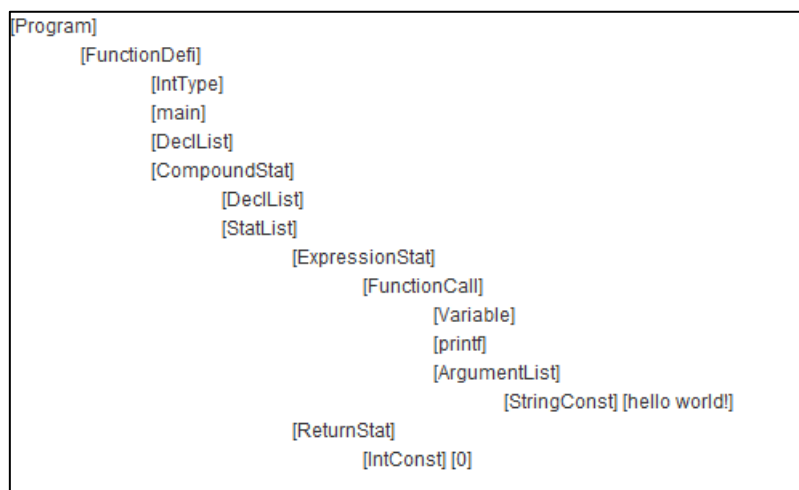 [Program]
[FunctionDefi]
[IntType]
[main]
[DeclList]
[CompoundStat]
[DeclList]
[StatList]
[ExpressionStat]
[FunctionCall]
[Variable]
[printf]
[ArgumentList]
[StringConst] [hello world!]
[ReturnStat]
[IntConst] [0]